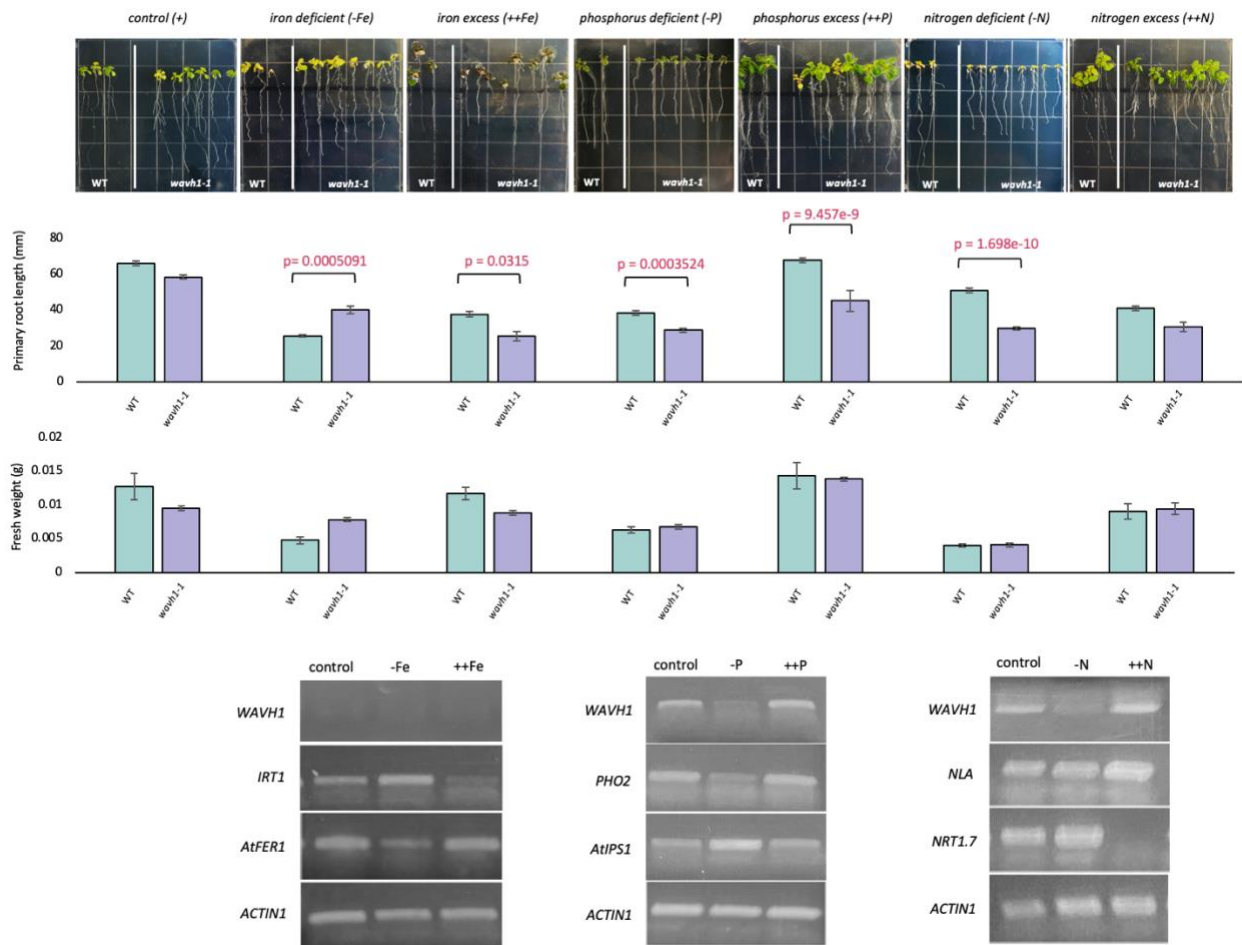 control (+) iron deficient (-Fe) iron excess (++Fe) phosphorus deficient (-P) phosphorus excess (++P) nitrogen deficient (-N) nitrogen excess (++N)
WT wavh1-1 WT wavh1-1 WT wavh1-1 WT wavh1-1 WT wavh1-1 WT wavh1-1 WT wavh1-1
Primary root length (mm)
80
60
40
20
0
p= 0.0005091
p = 0.0315
p = 0.0003524
p = 9.457e-9
p = 1.698e-10
WT wavh1-1 WT wavh1-1 WT wavh1-1 WT wavh1-1 WT wavh1-1 WT wavh1-1 WT wavh1-1
Fresh weight (g)
0.02
0.015
0.01
0.005
0
WT wavh1-1 WT wavh1-1 WT wavh1-1 WT wavh1-1 WT wavh1-1 WT wavh1-1 WT wavh1-1
control -Fe ++Fe
WAVH1
IRT1
AtFER1
ACTIN1
control -P ++P
WAVH1
PHO2
AtIPS1
ACTIN1
control -N ++N
WAVH1
NLA
NRT1.7
ACTIN1